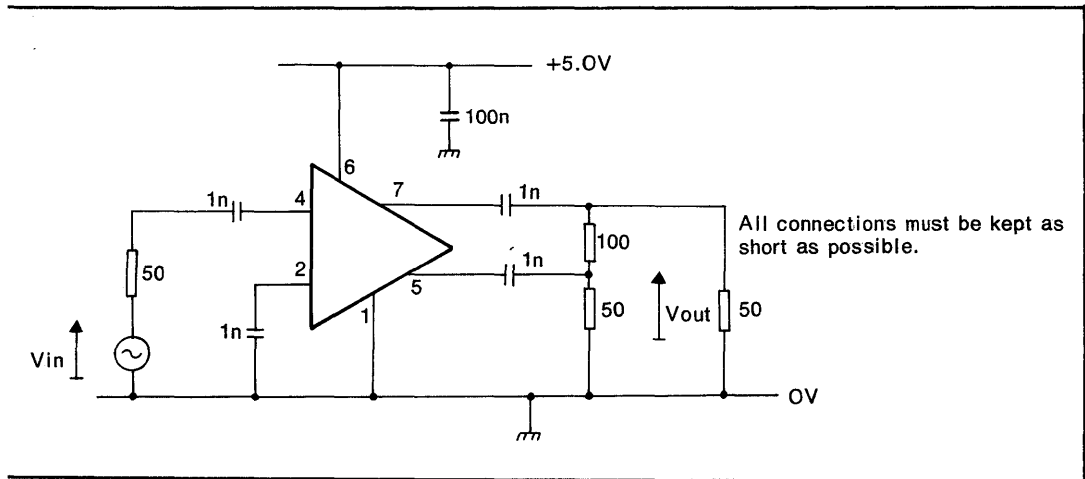 +5.0V
100n
6
7
1n
4
1n
All connections must be kept as
short as possible.
100
50
2
1n
5
50
Vout
50
1
1n
Vin
0V